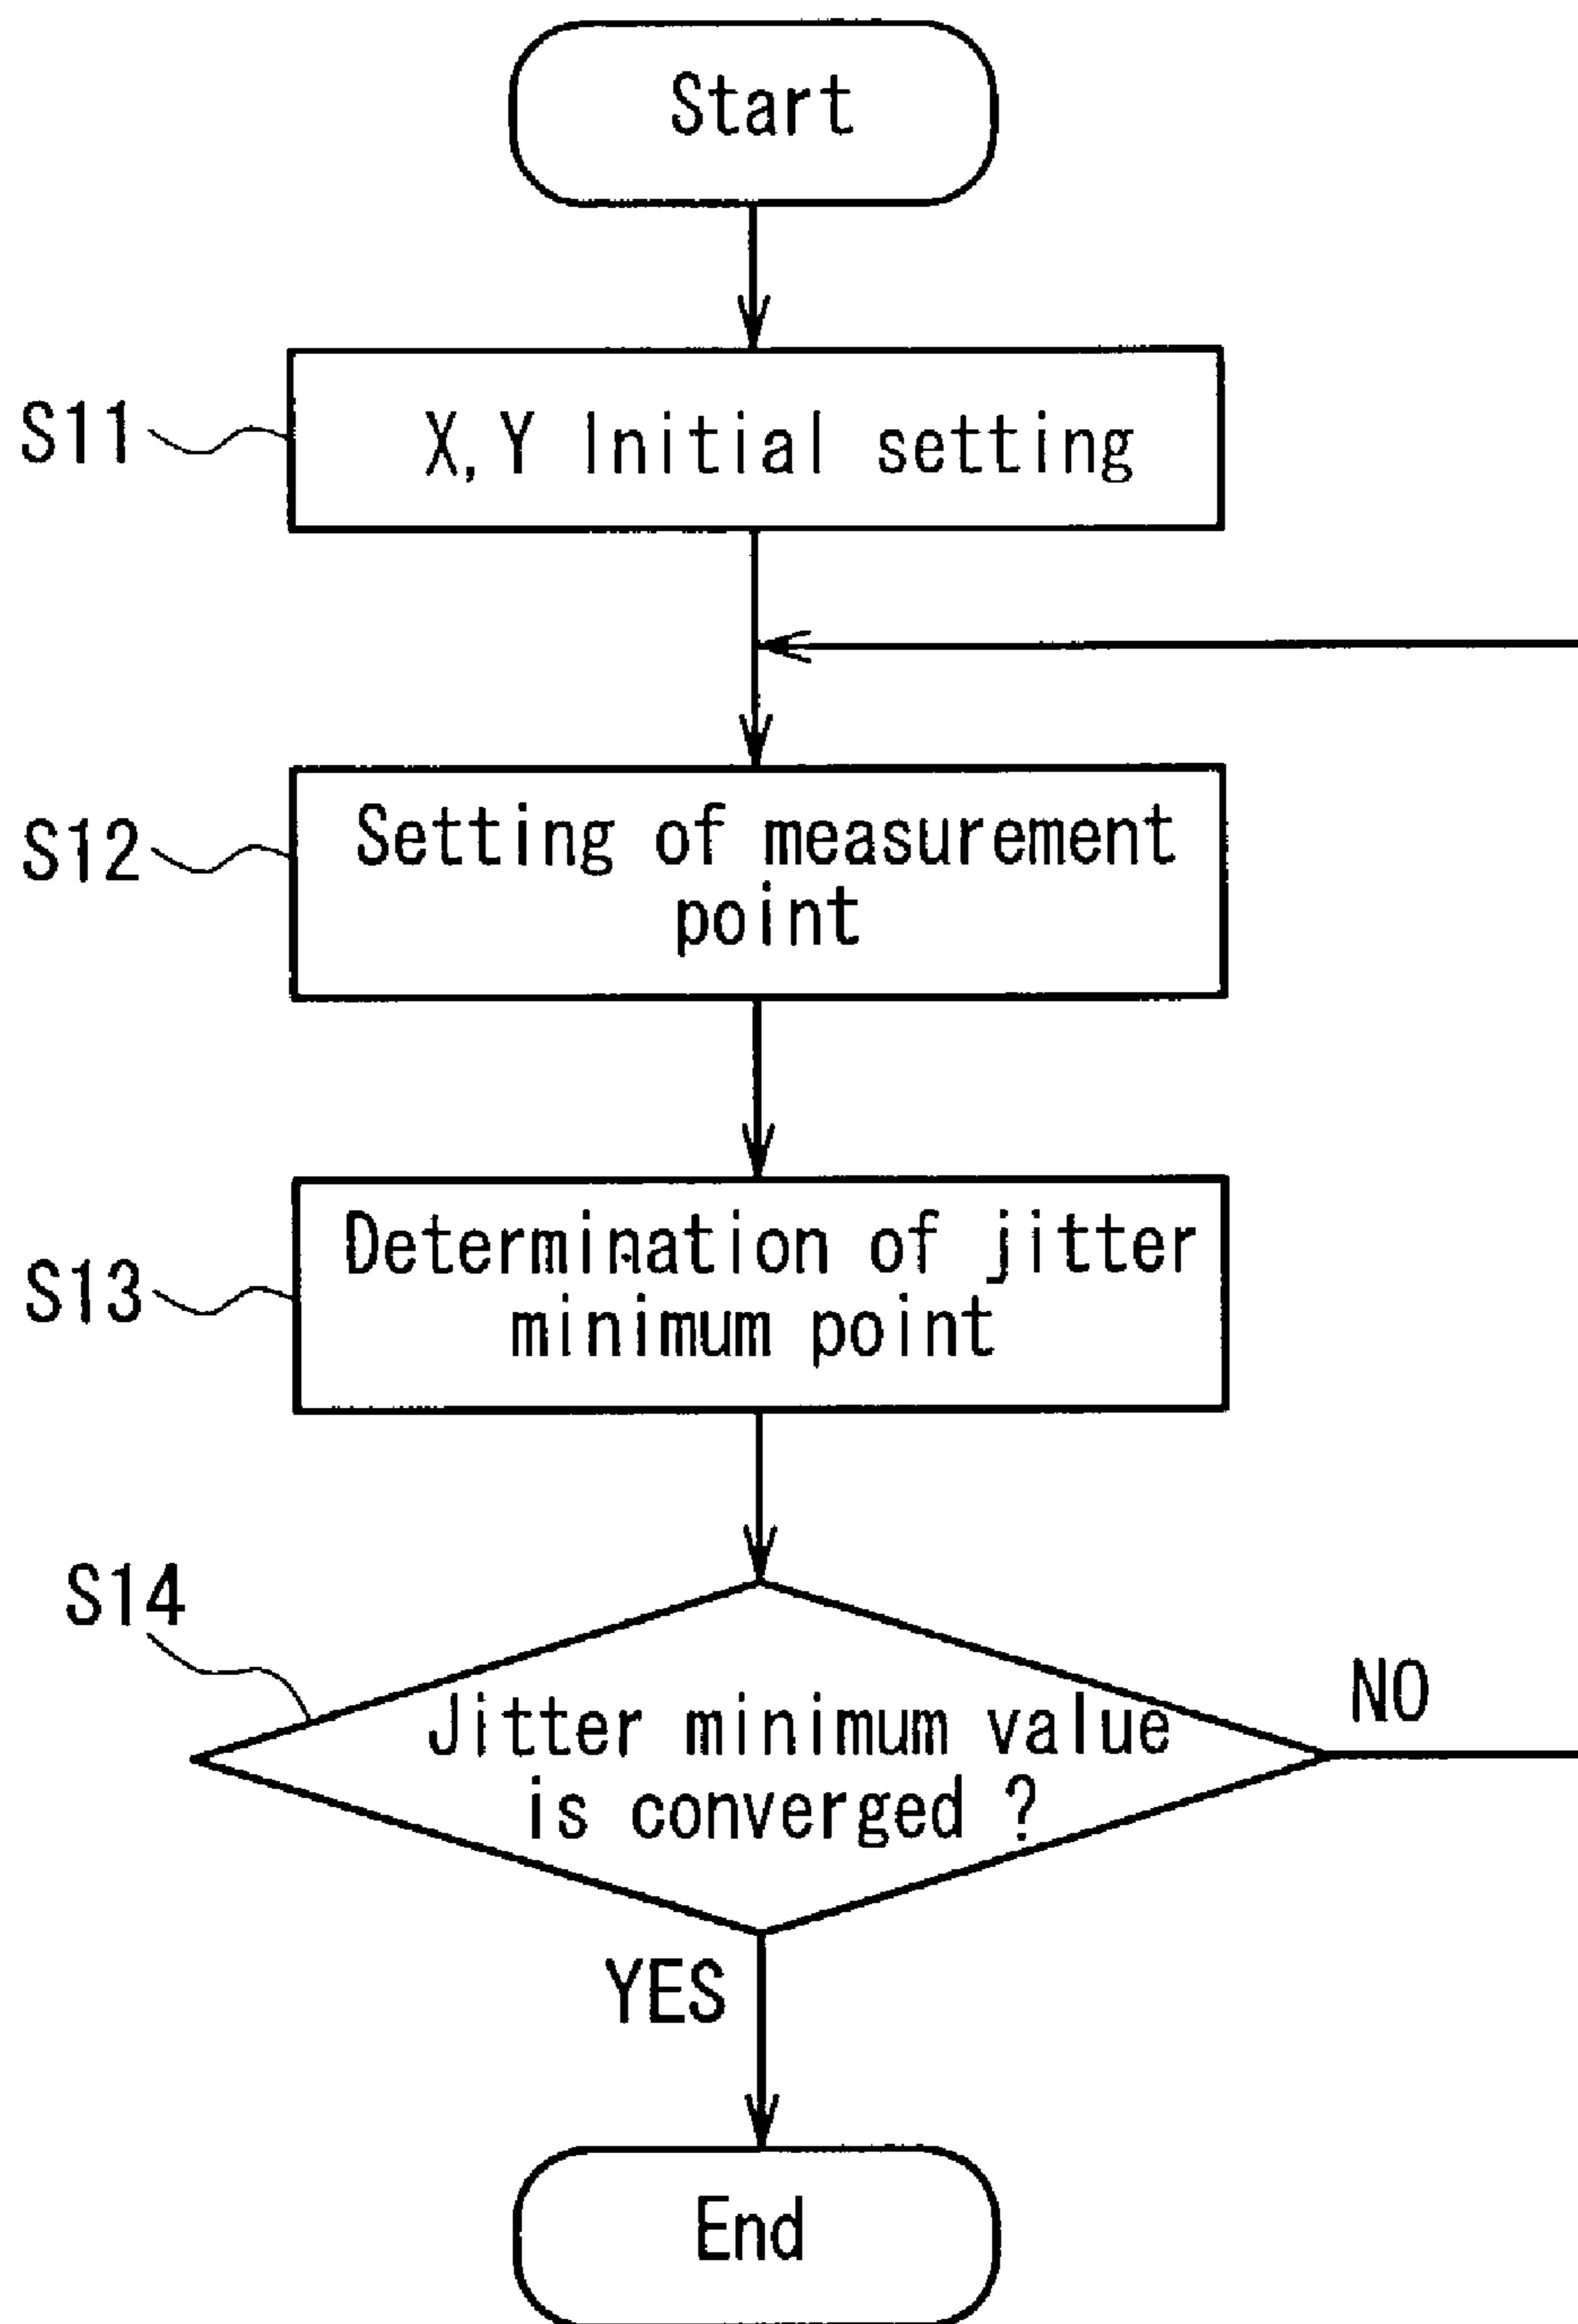 Start
S11
X, Y Initial setting
S12
Setting of measurement
point
S13
Determination of jitter
minimum point
S14
Jitter minimum value
is converged ?
NO
YES
End